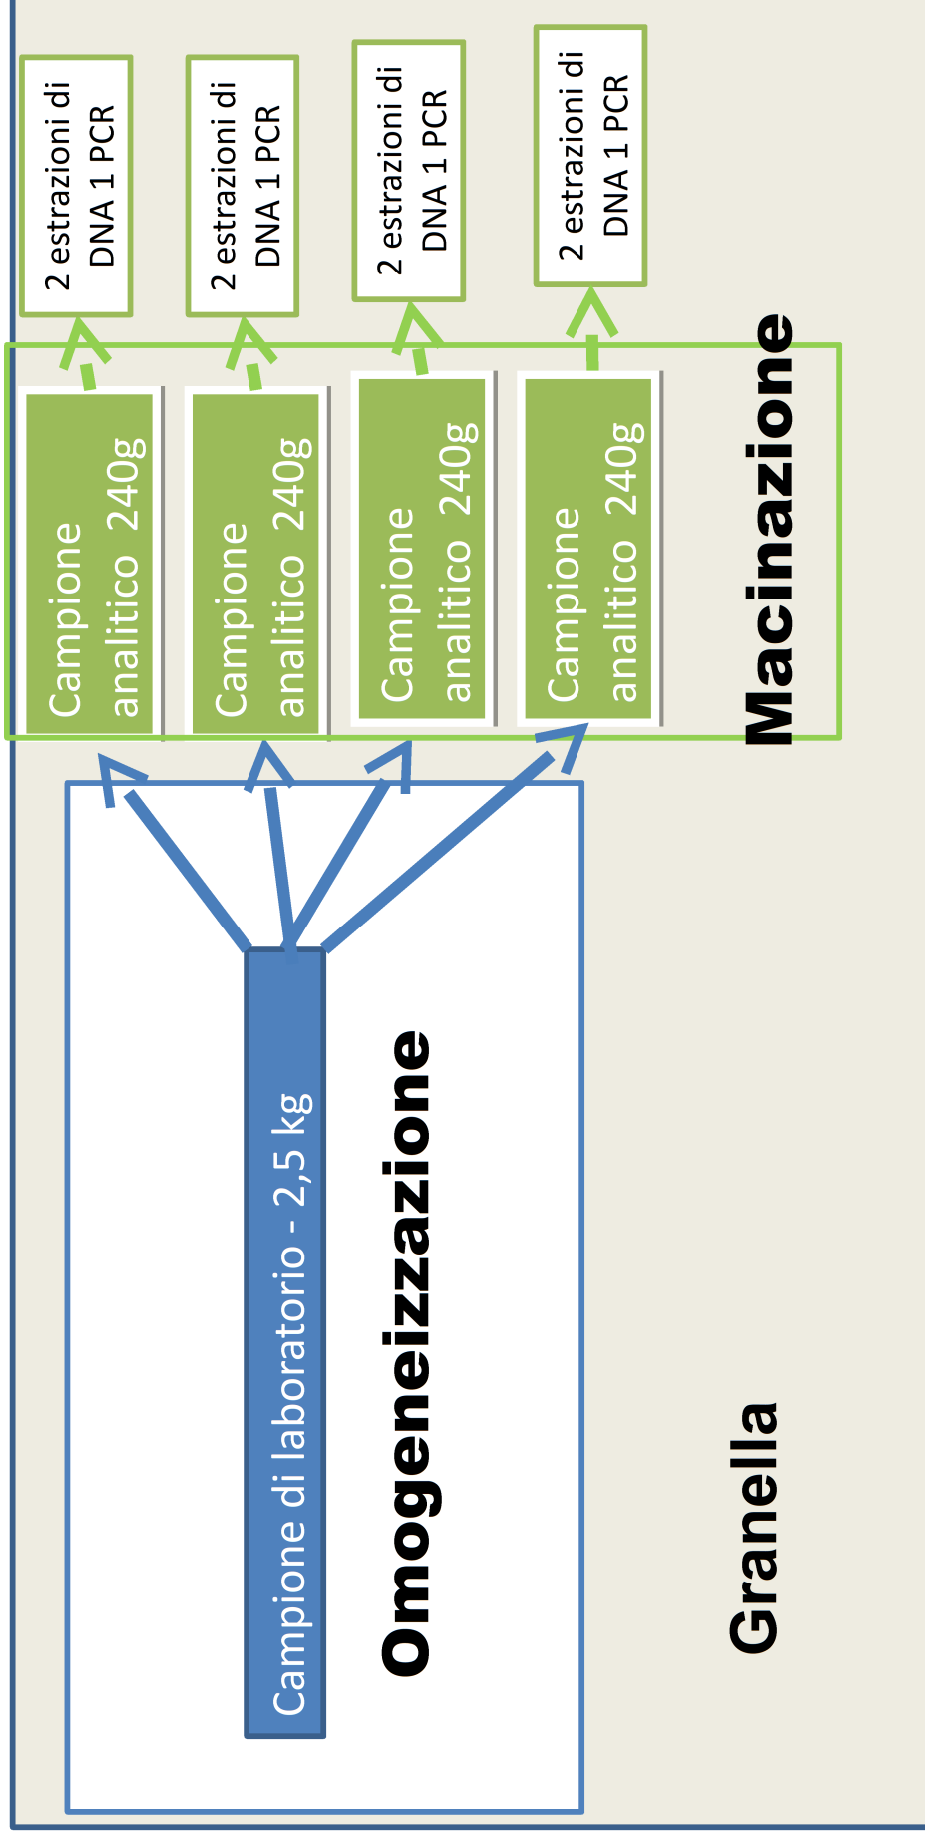 Campione di laboratorio - 2,5 kg
Omogeneizzazione
Granella
Campione
analitico 240g
Campione
analitico 240g
Campione
analitico 240g
Campione
analitico 240g
Macinazione
2 estrazioni di
DNA 1 PCR
2 estrazioni di
DNA 1 PCR
2 estrazioni di
DNA 1 PCR
2 estrazioni di
DNA 1 PCR